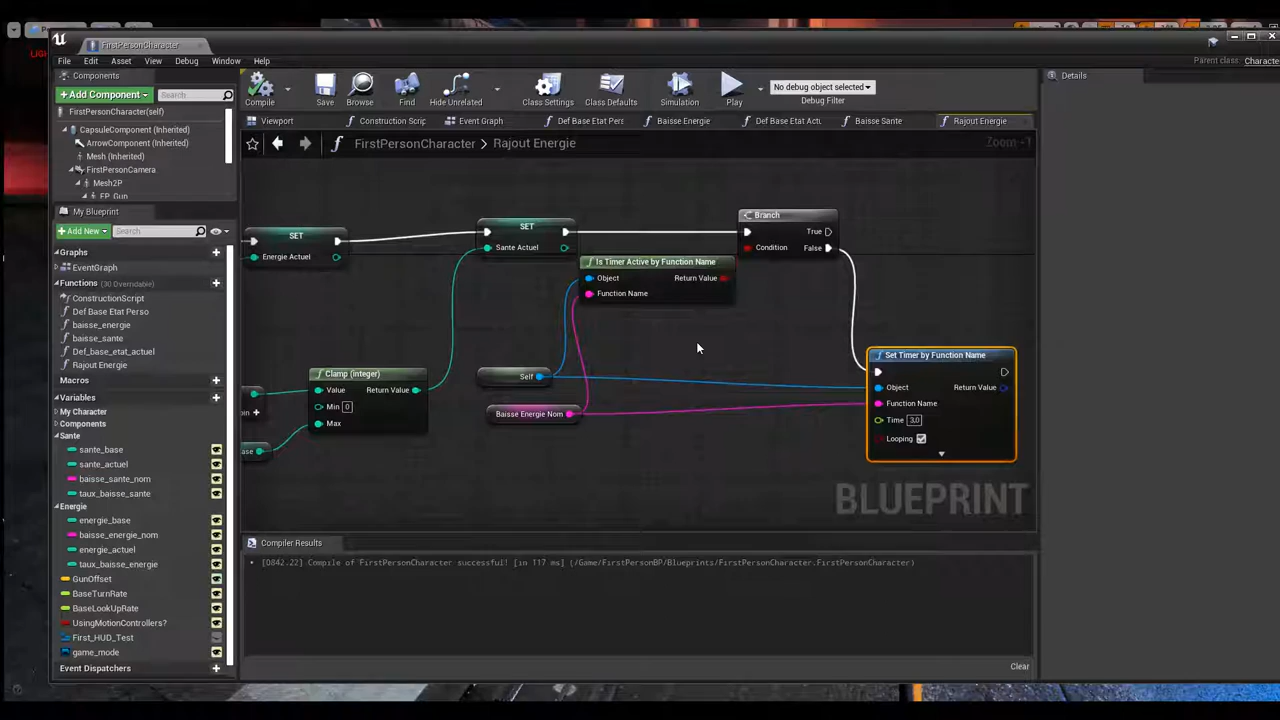 LIGH
FirstPersonCharacter
File Edit Asset View Debug Window Help
Parent class: Character
Components
+Add Component
Search...
FirstPersonCharacter(self)
CapsuleComponent (Inherited)
ArrowComponent (Inherited)
Mesh (Inherited)
FirstPersonCamera
Mesh2P
FP_Gun
My Blueprint
+Add New
Search
Graphs
EventGraph
Functions (30 Overridable)
ConstructionScript
Def Base Etat Perso
baisse_energie
baisse_sante
Def_base_etat_actuel
Rajout Energie
Macros
Variables
My Character
Components
Sante
sante_base
sante_actuel
baisse_sante_nom
taux_baisse_sante
Energie
energie_base
baisse_energie_nom
energie_actuel
taux_baisse_energie
GunOffset
BaseTurnRate
BaseLookUpRate
UsingMotionControllers?
First_HUD_Test
game_mode
Event Dispatchers
Compile Save Browse Find Hide Unrelated Class Settings Class Defaults Simulation Play
No debug object selected
Debug Filter
Viewport Construction Scrip Event Graph Def Base Etat Pers Baisse Energie Def Base Etat Actu Baisse Sante Rajout Energie
FirstPersonCharacter > Rajout Energie
Zoom -1
SET
Energie Actuel
SET
Sante Actuel
Branch
True
Condition False
Is Timer Active by Function Name
Object Return Value
Function Name
Clamp (integer)
Value Return Value
Min 0
Max
in +
ase
Self
Baisse Energie Nom
Set Timer by Function Name
Object Return Value
Function Name
Time 3,0
Looping
BLUEPRINT
Compiler Results
[0842.22] Compile of FirstPersonCharacter successful! [in 117 ms] (/Game/FirstPersonBP/Blueprints/FirstPersonCharacter.FirstPersonCharacter)
Clear
Details